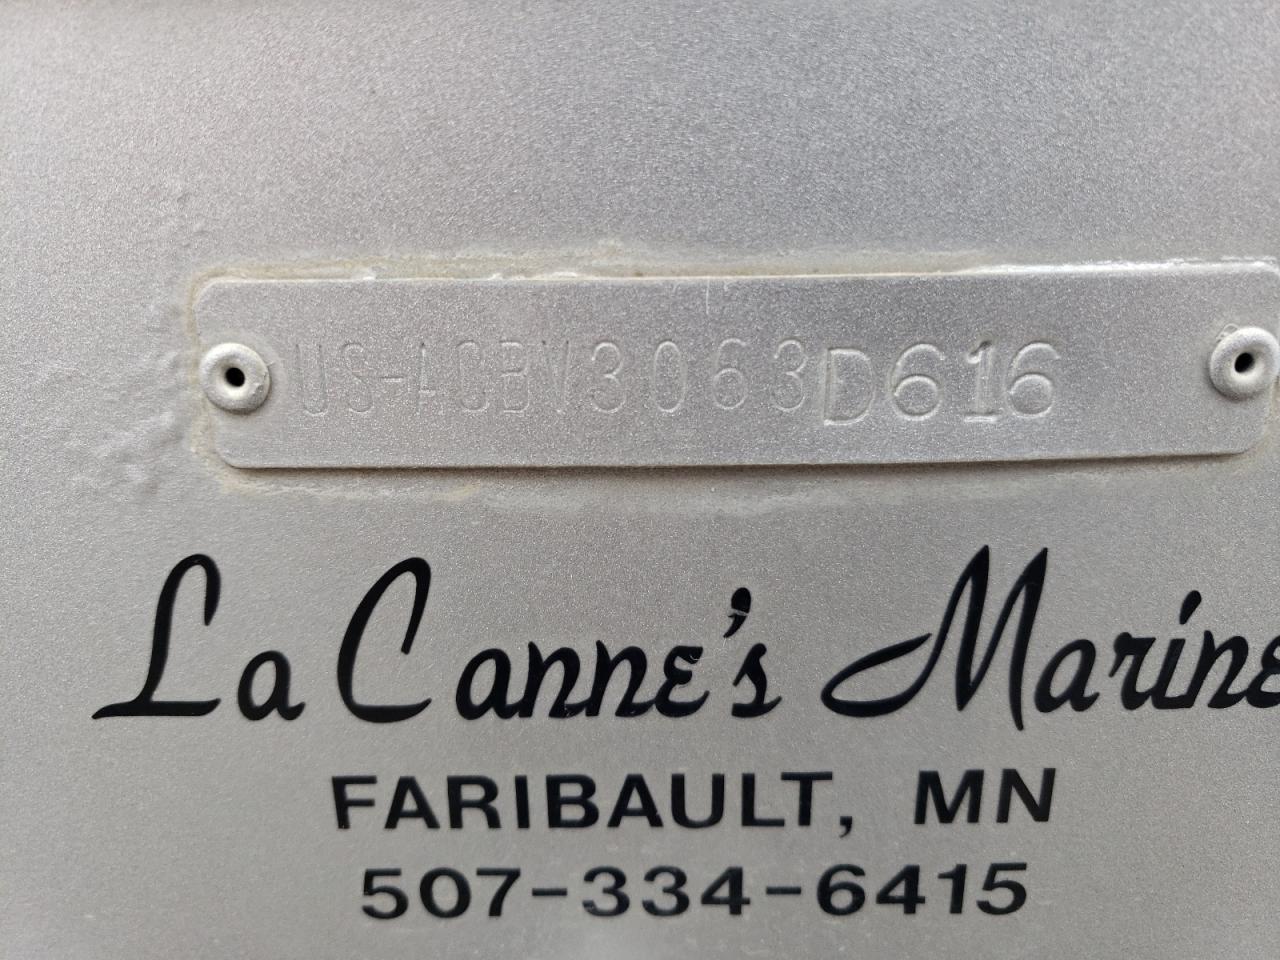 US-ACBV3063D616
La Canne's Marine
FARIBAULT, MN
507-334-6415